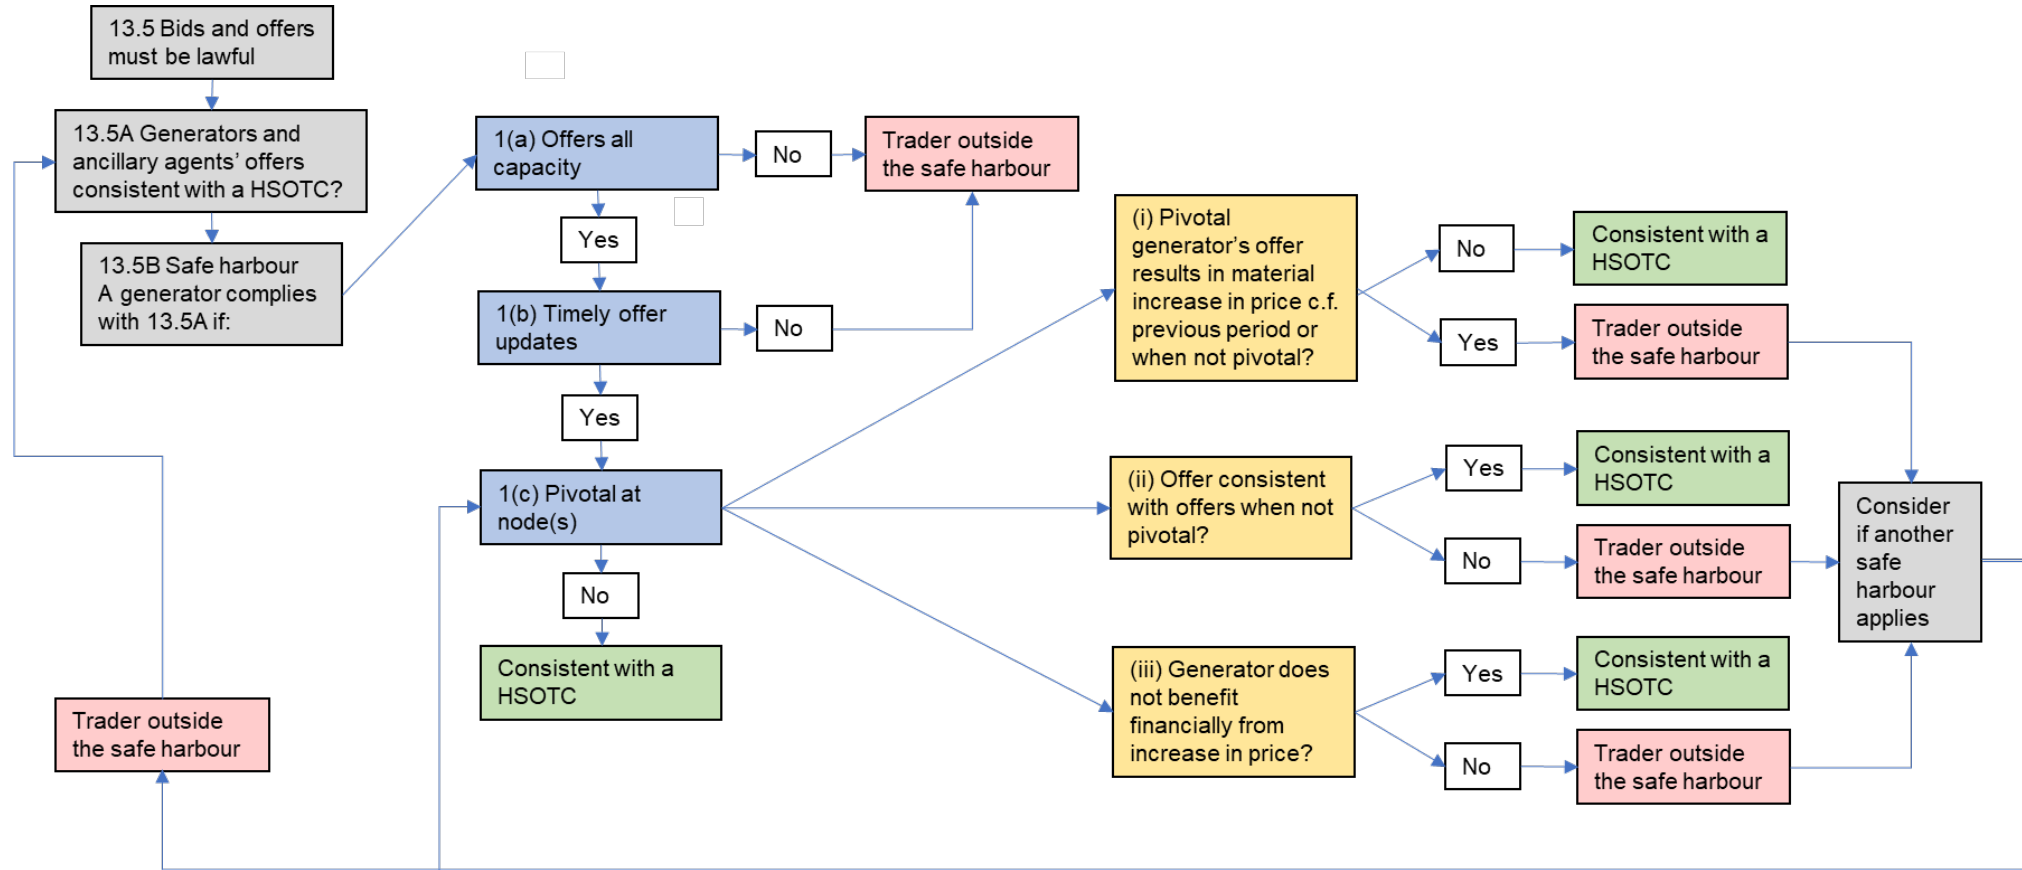 13.5 Bids and offers
must be lawful
13.5A Generators and
ancillary agents’ offers
consistent with a HSOTC?
13.5B Safe harbour
A generator complies
with 13.5A if:
Trader outside
the safe harbour
1(a) Offers all
capacity
No
Trader outside
the safe harbour
Yes
1(b) Timely offer
updates
No
Yes
1(c) Pivotal at
node(s)
No
Consistent with a
HSOTC
(i) Pivotal
generator’s offer
results in material
increase in price c.f.
previous period or
when not pivotal?
No
Consistent with a
HSOTC
Yes
Trader outside
the safe harbour
(ii) Offer consistent
with offers when not
pivotal?
Yes
Consistent with a
HSOTC
No
Trader outside
the safe harbour
(iii) Generator does
not benefit
financially from
increase in price?
Yes
Consistent with a
HSOTC
No
Trader outside
the safe harbour
Consider
if another
safe
harbour
applies